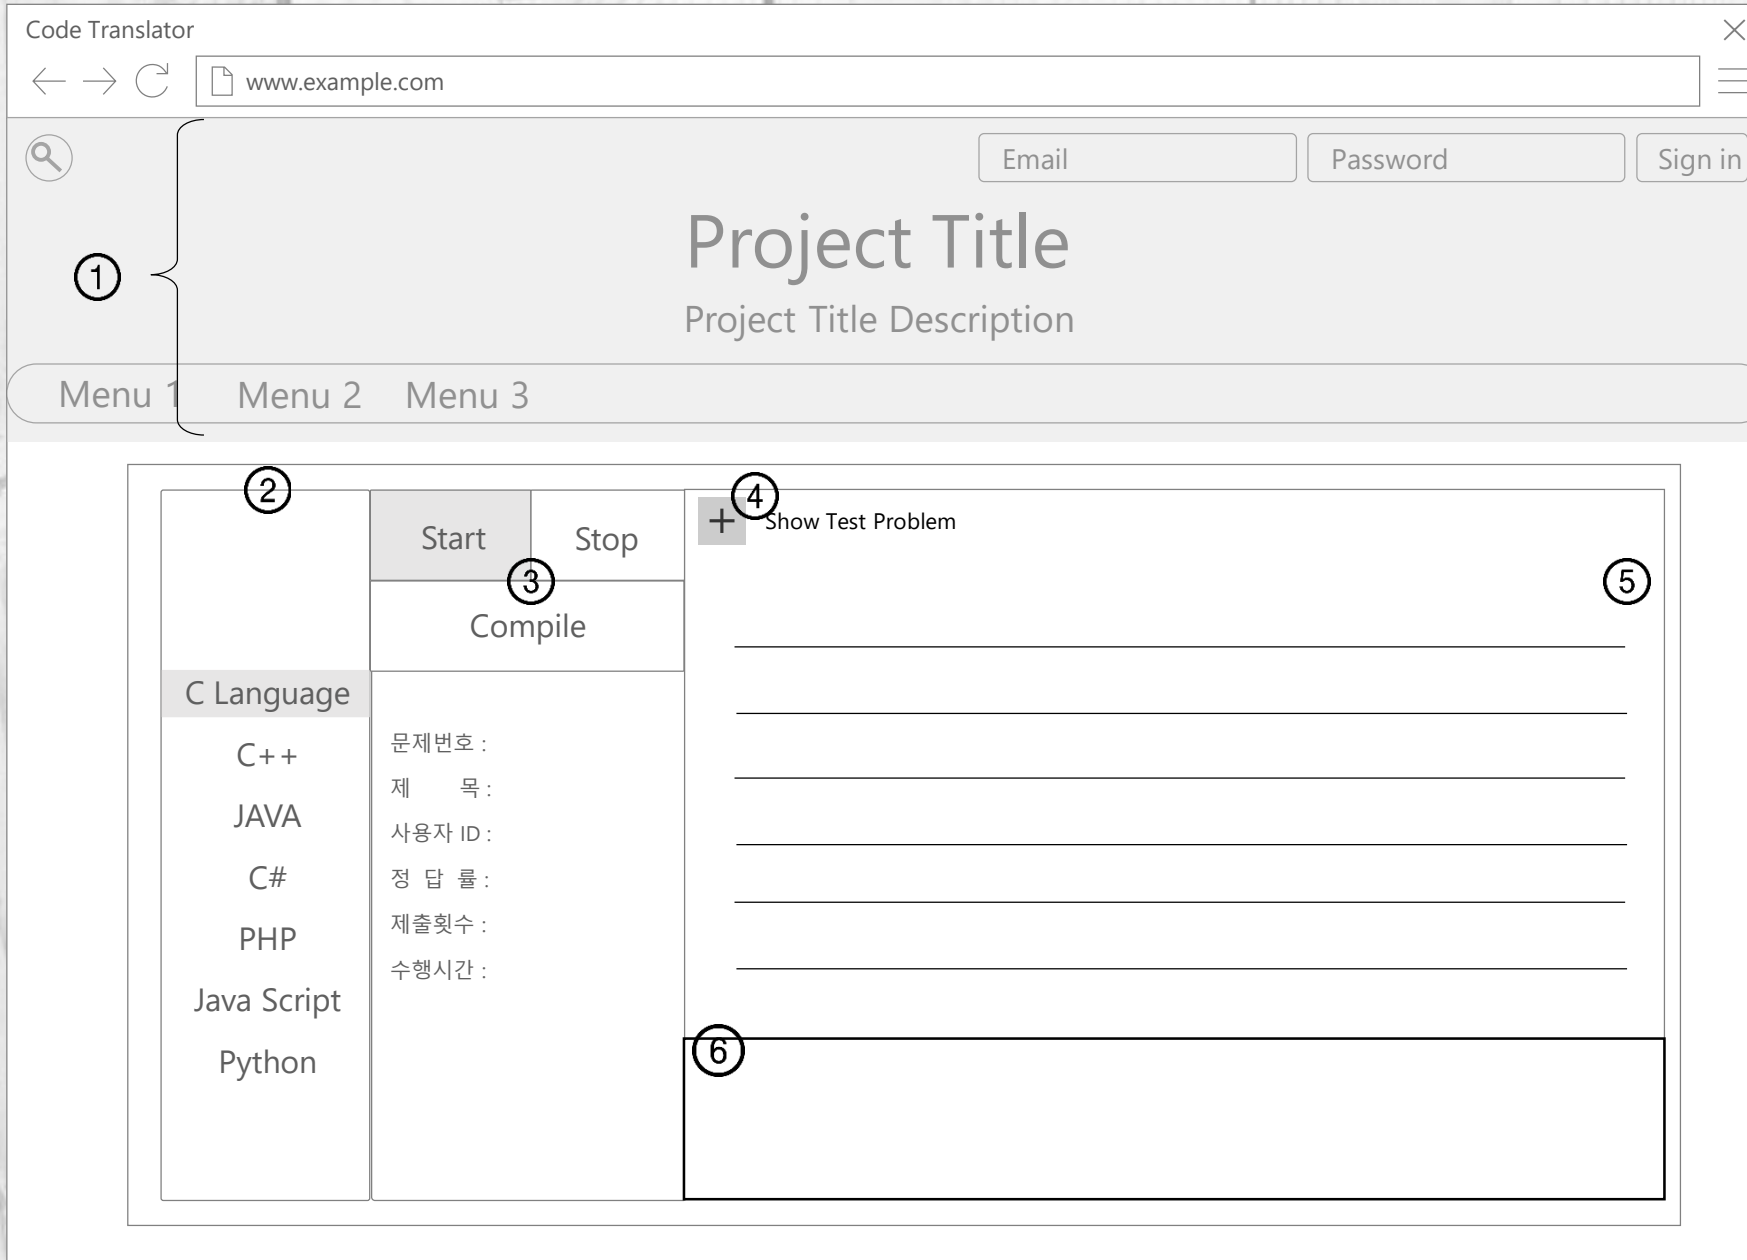 Code Translator
www.example.com
Email Password Sign in
Project Title
①
Project Title Description
Menu 1 Menu 2 Menu 3
②
C Language
C++
JAVA
C#
PHP
Java Script
Python
Start Stop
③
Compile
문제번호 :
제 목 :
사용자 ID :
정 답 률 :
제출횟수 :
수행시간 :
④
Show Test Problem
⑤
⑥